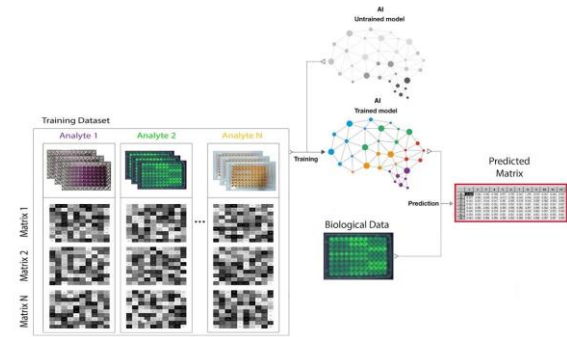 AI
Untrained model
Training Dataset
Analyte 1
Analyte 2
Analyte N
AI
Trained model
Training
Matrix 1
Matrix 2
Matrix N
...
Prediction
Biological Data
Predicted
Matrix